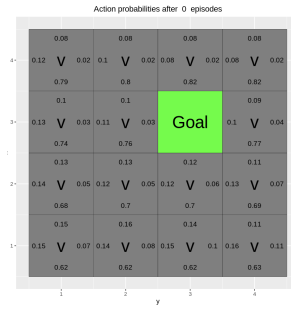 Action probabilities after 0 episodes
0.08 0.08 0.08 0.08
4 0.12 V 0.02 0.1 V 0.02 0.08 V 0.02 0.08 V 0.02
0.79 0.8 0.82 0.82
0.1 0.1 0.09
3 0.13 V 0.03 0.11 V 0.03 Goal 0.1 V 0.04
0.74 0.76 0.77
0.13 0.13 0.12 0.11
2 0.14 V 0.05 0.12 V 0.05 0.12 V 0.06 0.13 V 0.07
0.68 0.7 0.7 0.69
0.15 0.16 0.14 0.11
1 0.15 V 0.07 0.14 V 0.08 0.15 V 0.1 0.16 V 0.11
0.62 0.62 0.62 0.63
1 2 3 4
y